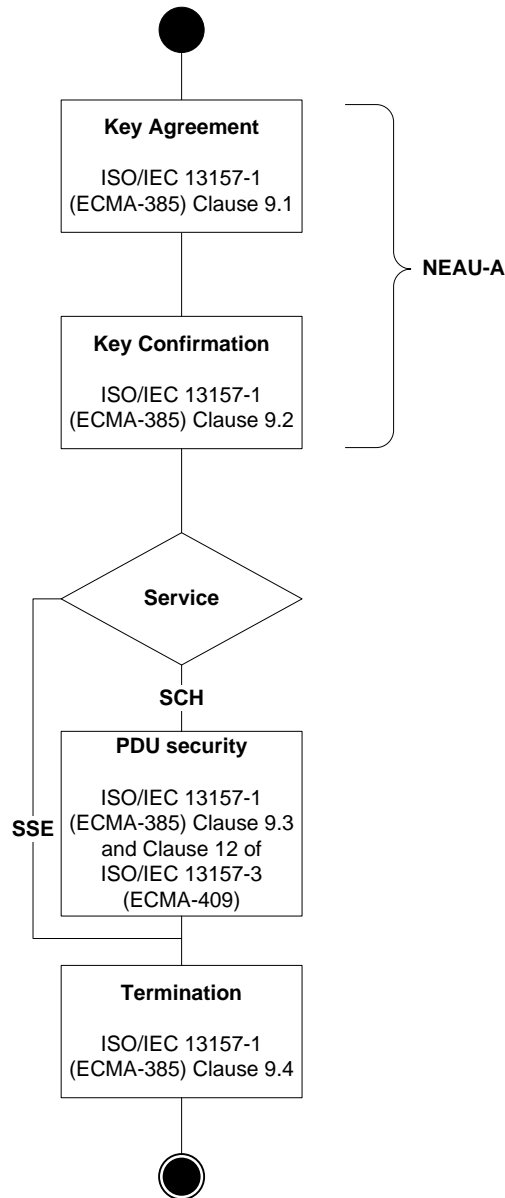 Key Agreement
ISO/IEC 13157-1
(ECMA-385) Clause 9.1
NEAU-A
Key Confirmation
ISO/IEC 13157-1
(ECMA-385) Clause 9.2
Service
SCH
PDU security
ISO/IEC 13157-1
(ECMA-385) Clause 9.3
and Clause 12 of
ISO/IEC 13157-3
(ECMA-409)
SSE
Termination
ISO/IEC 13157-1
(ECMA-385) Clause 9.4